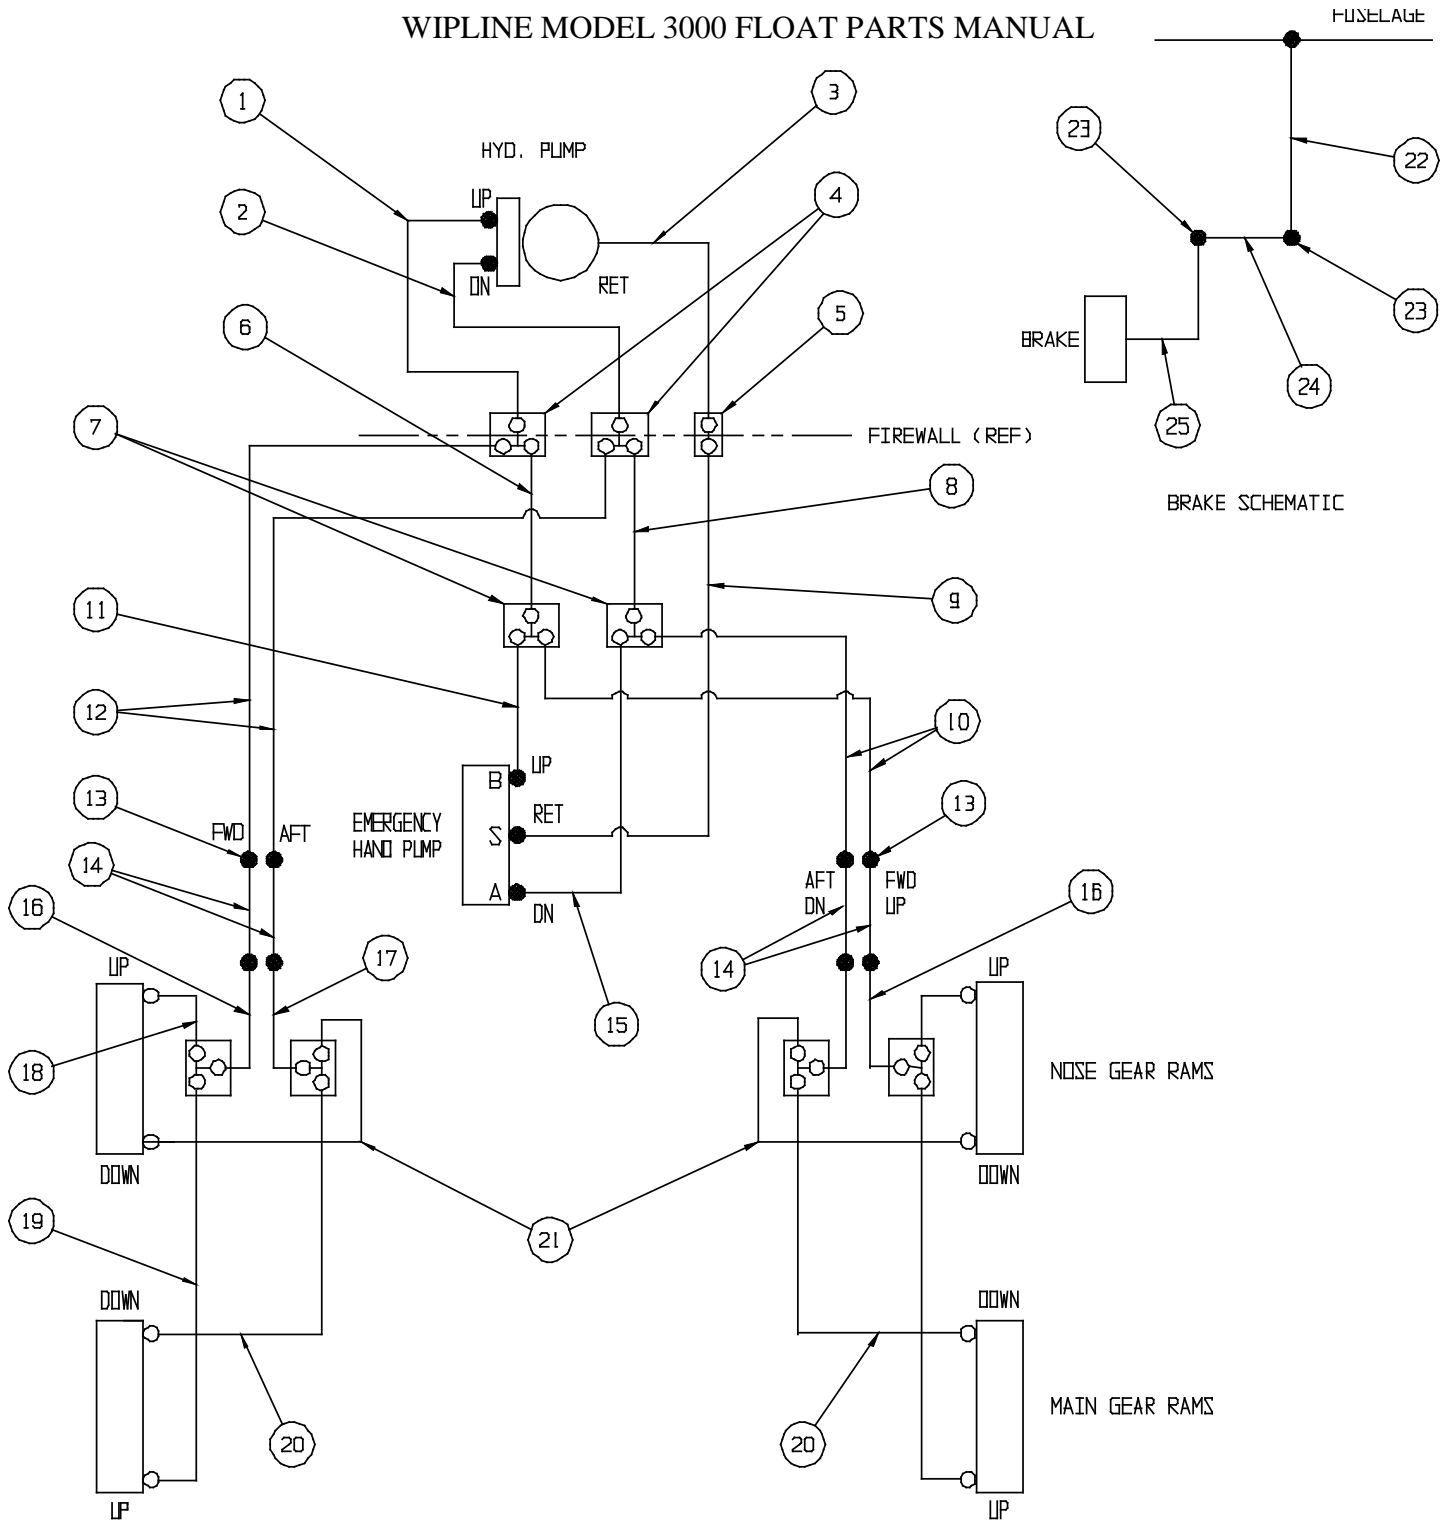 WIPLINE MODEL 3000 FLOAT PARTS MANUAL
FUSELAGE
1
3
23
22
HYD. PUMP
UP
2
4
DN
RET
6
5
23
BRAKE
24
25
7
FIREWALL (REF)
8
BRAKE SCHEMATIC
11
9
12
10
UP
B
13
EMERGENCY
HAND PUMP
RET
S
13
FWD
AFT
14
A
DN
AFT
DN
FWD
UP
16
16
17
14
UP
UP
15
18
NOSE GEAR RAMS
DOWN
DOWN
19
21
DOWN
DOWN
MAIN GEAR RAMS
20
20
UP
UP